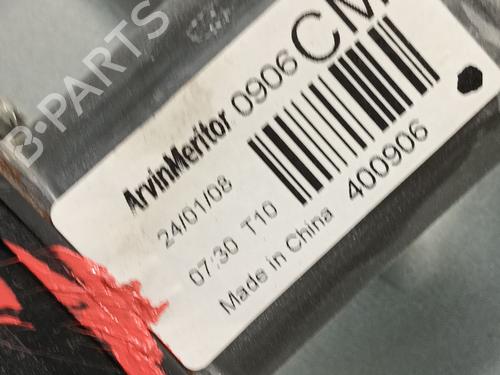 ArvinMeritor 0906 CM
24/01/08
07:30 T10
400906
Made in China
B-PARTS